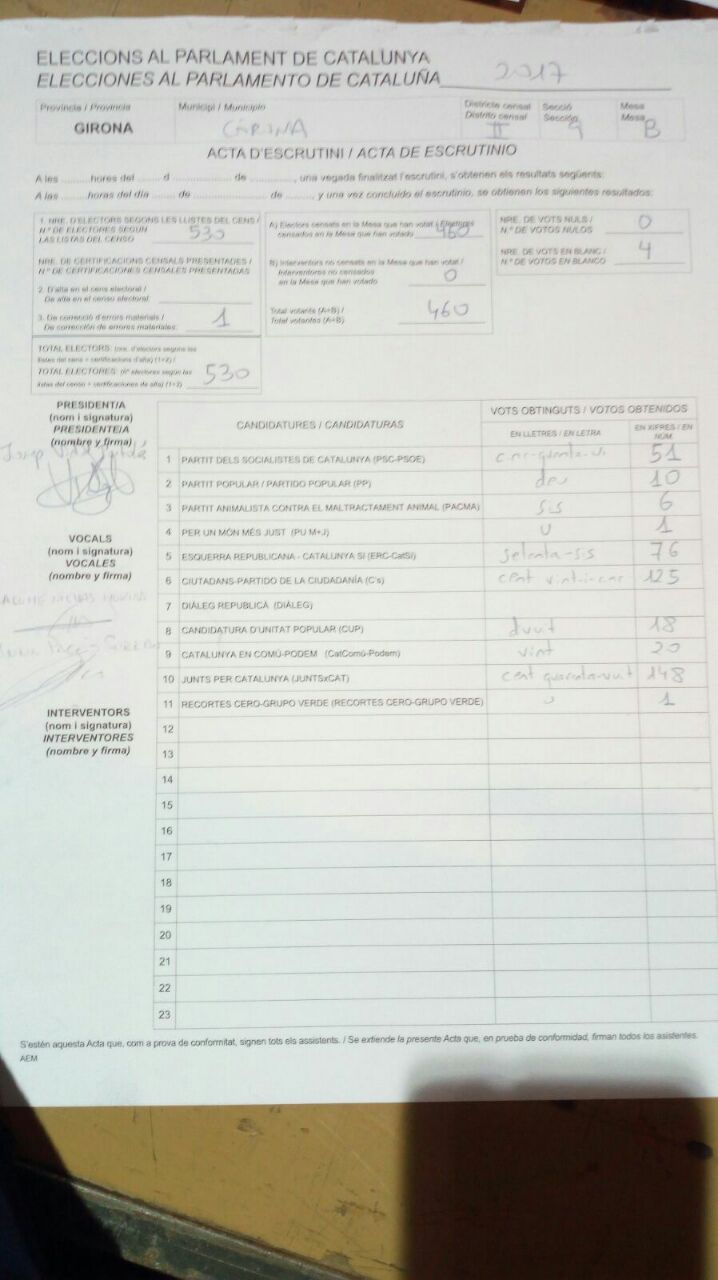 ELECCIONS AL PARLAMENT DE CATALUNYA
ELECCIONES AL PARLAMENTO DE CATALUÑA 2017
Província / Provincia
GIRONA
Municipi / Municipio
GIRONA
Districte censal
Distrito censal
II
Secció
Sección
9
Mesa
Mesa
B
ACTA D'ESCRUTINI / ACTA DE ESCRUTINIO
A les .......... hores del ..... d ..................... de .............., una vegada finalitzat l'escrutini, s'obtenen els resultats següents:
A las .......... horas del día ..... de ..................... de ........, y una vez concluido el escrutinio, se obtienen los siguientes resultados:
1. NRE. D'ELECTORS SEGONS LES LLISTES DEL CENS /
N.º DE ELECTORES SEGÚN
LAS LISTAS DEL CENSO
530
NRE. DE CERTIFICACIONS CENSALS PRESENTADES /
N.º DE CERTIFICACIONES CENSALES PRESENTADAS
2. D'alta en el cens electoral /
De alta en el censo electoral:
3. De correcció d'errors materials /
De corrección de errores materiales:
1
TOTAL ELECTORS: (nre. d'electors segons les
llistes del cens + certificacions d'alta) (1+2) /
TOTAL ELECTORES: (nº electores según las
listas del censo + certificaciones de alta) (1+2)
530
A) Electors censats en la Mesa que han votat / Electores
censados en la Mesa que han votado
460
B) Interventors no censats en la Mesa que han votat /
Interventores no censados
en la Mesa que han votado
0
Total votants (A+B) /
Total votantes (A+B)
460
NRE. DE VOTS NULS /
N.º DE VOTOS NULOS
0
NRE. DE VOTS EN BLANC /
N.º DE VOTOS EN BLANCO
4
PRESIDENT/A
(nom i signatura)
PRESIDENTE/A
(nombre y firma)
Josep
VOCALS
(nom i signatura)
VOCALES
(nombre y firma)
INTERVENTORS
(nom i signatura)
INTERVENTORES
(nombre y firma)
CANDIDATURES / CANDIDATURAS
VOTS OBTINGUTS / VOTOS OBTENIDOS
EN LLETRES / EN LETRA
EN XIFRES / EN
NÚM.
1 PARTIT DELS SOCIALISTES DE CATALUNYA (PSC-PSOE) cinquanta-u 51
2 PARTIT POPULAR / PARTIDO POPULAR (PP) deu 10
3 PARTIT ANIMALISTA CONTRA EL MALTRACTAMENT ANIMAL (PACMA) sis 6
4 PER UN MÓN MÉS JUST (PU M+J) u 1
5 ESQUERRA REPUBLICANA - CATALUNYA SÍ (ERC-CatSí) setanta-sis 76
6 CIUTADANS-PARTIDO DE LA CIUDADANÍA (C's) cent vint-i-cinc 125
7 DIÀLEG REPUBLICÀ (DIÀLEG)
8 CANDIDATURA D'UNITAT POPULAR (CUP) divuit 18
9 CATALUNYA EN COMÚ-PODEM (CatComú-Podem) vint 20
10 JUNTS PER CATALUNYA (JUNTSxCAT) cent quaranta-vuit 148
11 RECORTES CERO-GRUPO VERDE (RECORTES CERO-GRUPO VERDE) u 1
12
13
14
15
16
17
18
19
20
21
22
23
S'estén aquesta Acta que, com a prova de conformitat, signen tots els assistents. / Se extiende la presente Acta que, en prueba de conformidad, firman todos los asistentes.
AEM